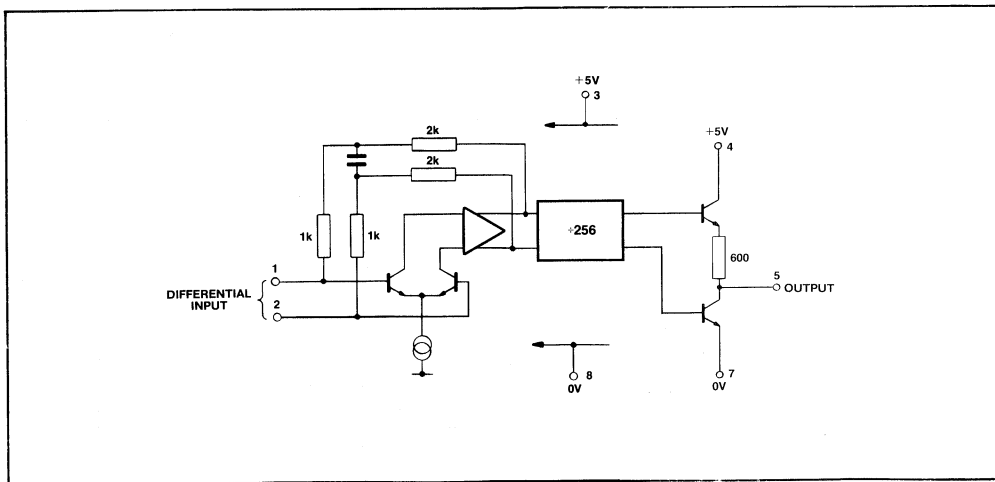 +5V
3
+5V
4
2k
2k
1k
1k
÷256
600
1
2
DIFFERENTIAL
INPUT
5 OUTPUT
8
0V
7
0V